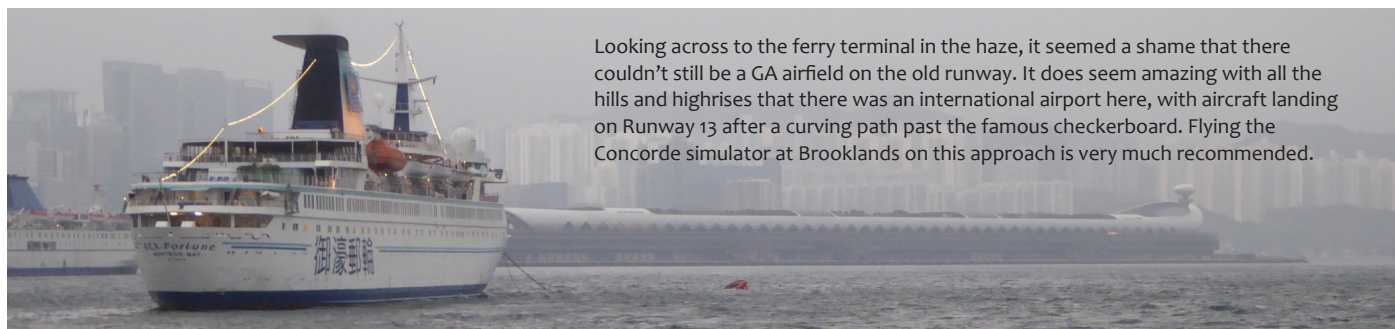 Looking across to the ferry terminal in the haze, it seemed a shame that there
couldn’t still be a GA airfield on the old runway. It does seem amazing with all the
hills and highrises that there was an international airport here, with aircraft landing
on Runway 13 after a curving path past the famous checkerboard. Flying the
Concorde simulator at Brooklands on this approach is very much recommended.
Rex Fortune
MONTEGO BAY
御濠郵輪